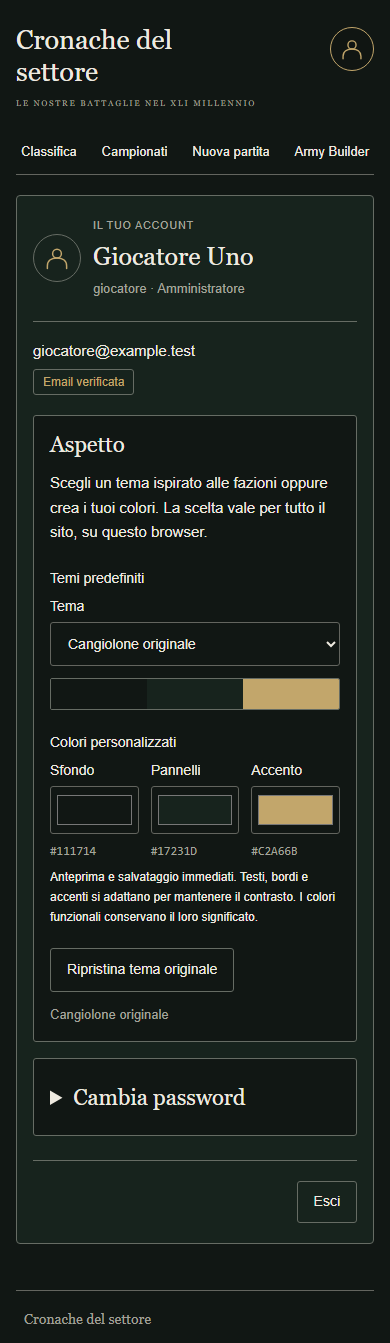 Cronache del
settore
LE NOSTRE BATTAGLIE NEL XLI MILLENNIO
Classifica Campionati Nuova partita Army Builder
IL TUO ACCOUNT
Giocatore Uno
giocatore · Amministratore
giocatore@example.test
Email verificata
Aspetto
Scegli un tema ispirato alle fazioni oppure
crea i tuoi colori. La scelta vale per tutto il
sito, su questo browser.
Temi predefiniti
Tema
Cangiolone originale
Colori personalizzati
Sfondo Pannelli Accento
#111714 #17231D #C2A66B
Anteprima e salvataggio immediati. Testi, bordi e
accenti si adattano per mantenere il contrasto. I colori
funzionali conservano il loro significato.
Ripristina tema originale
Cangiolone originale
Cambia password
Esci
Cronache del settore